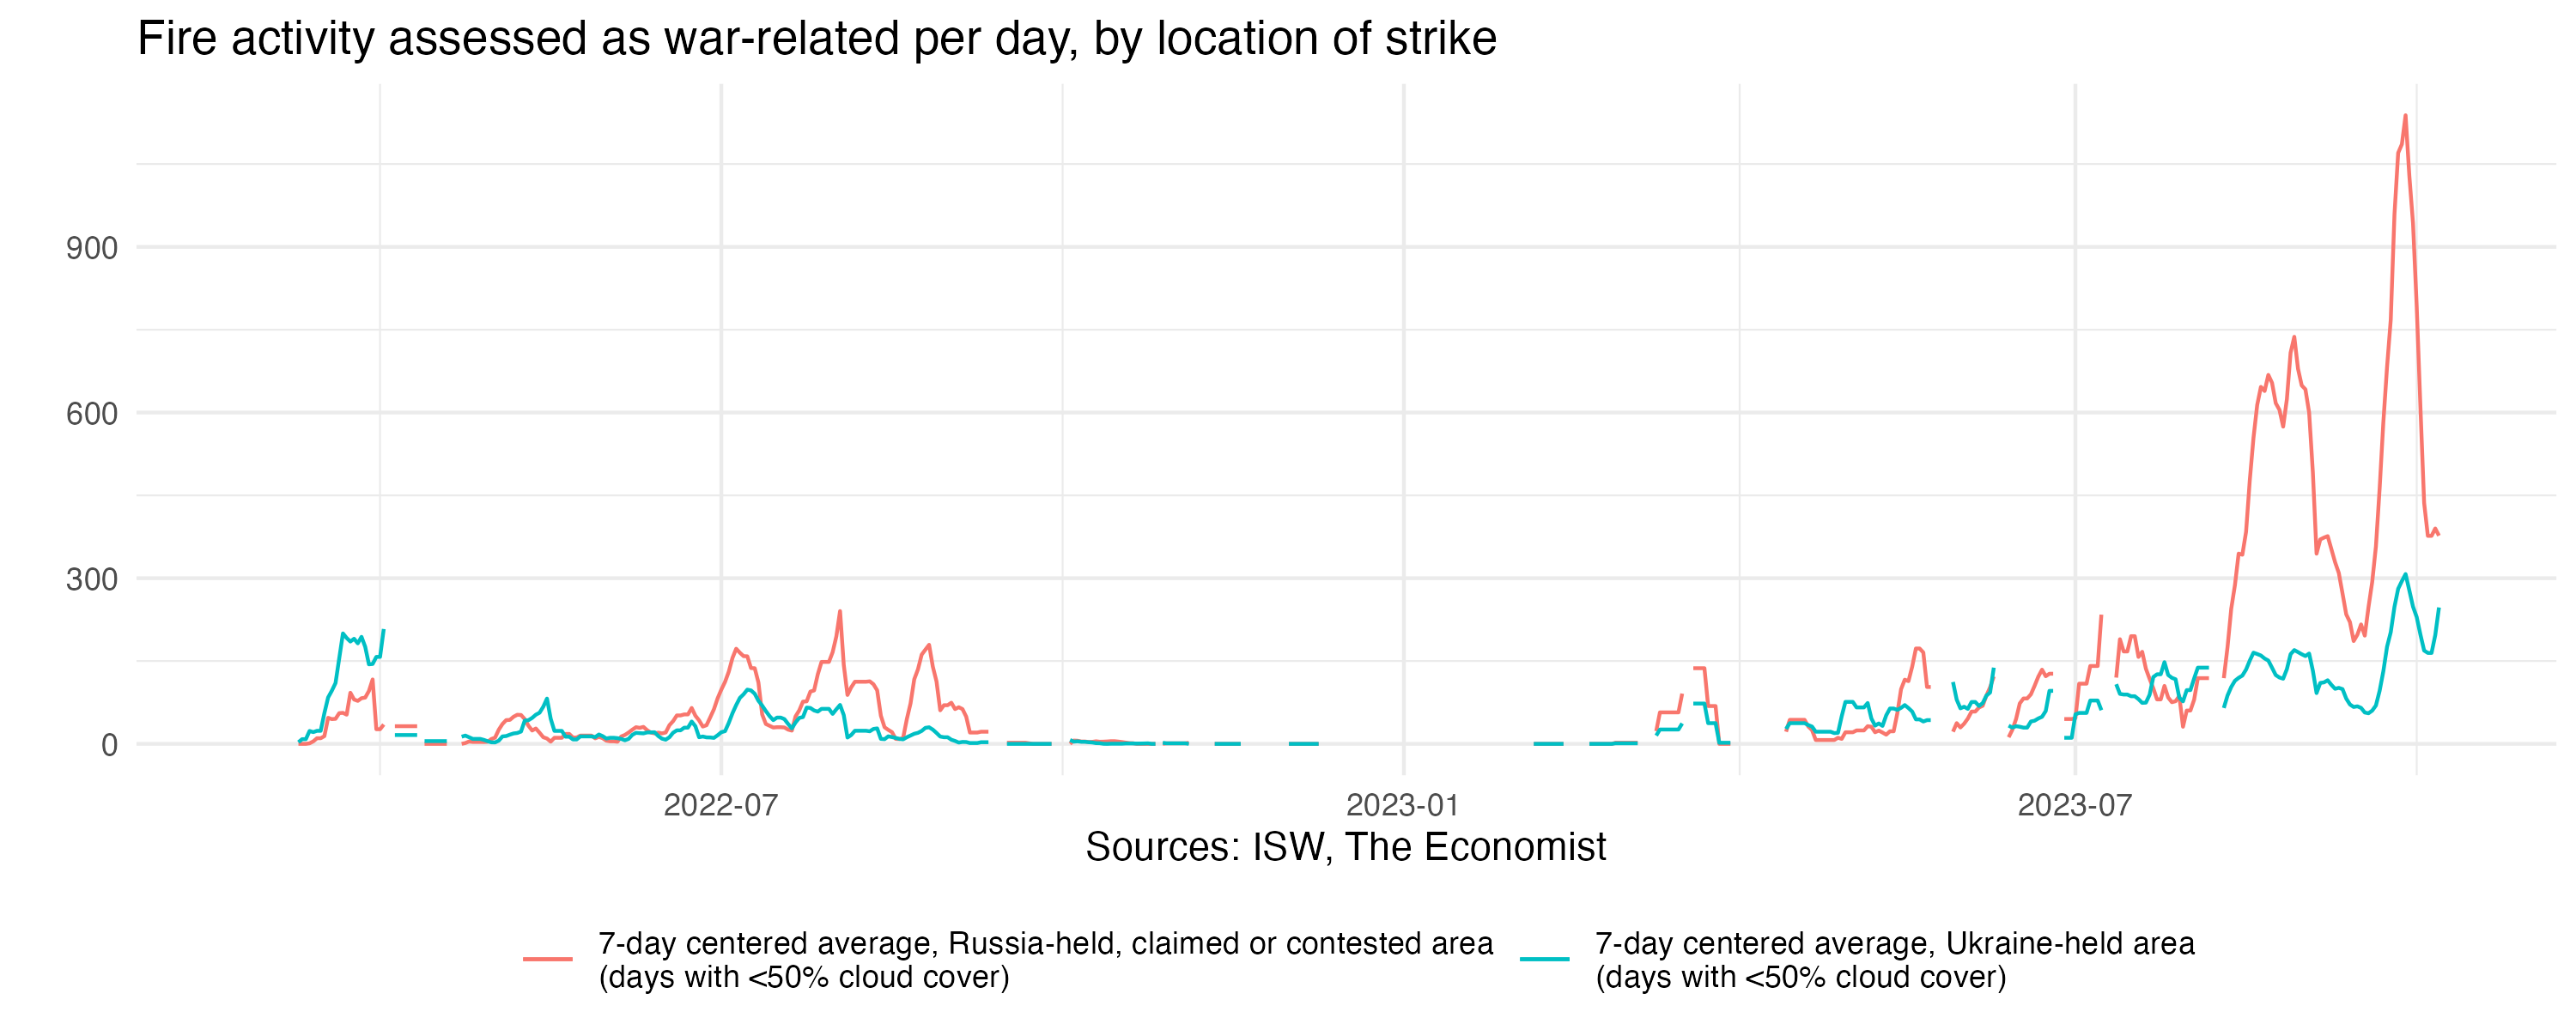 Fire activity assessed as war-related per day, by location of strike
900
600
300
0
2022-07
2023-01
2023-07
Sources: ISW, The Economist
7-day centered average, Russia-held, claimed or contested area
(days with <50% cloud cover)
7-day centered average, Ukraine-held area
(days with <50% cloud cover)